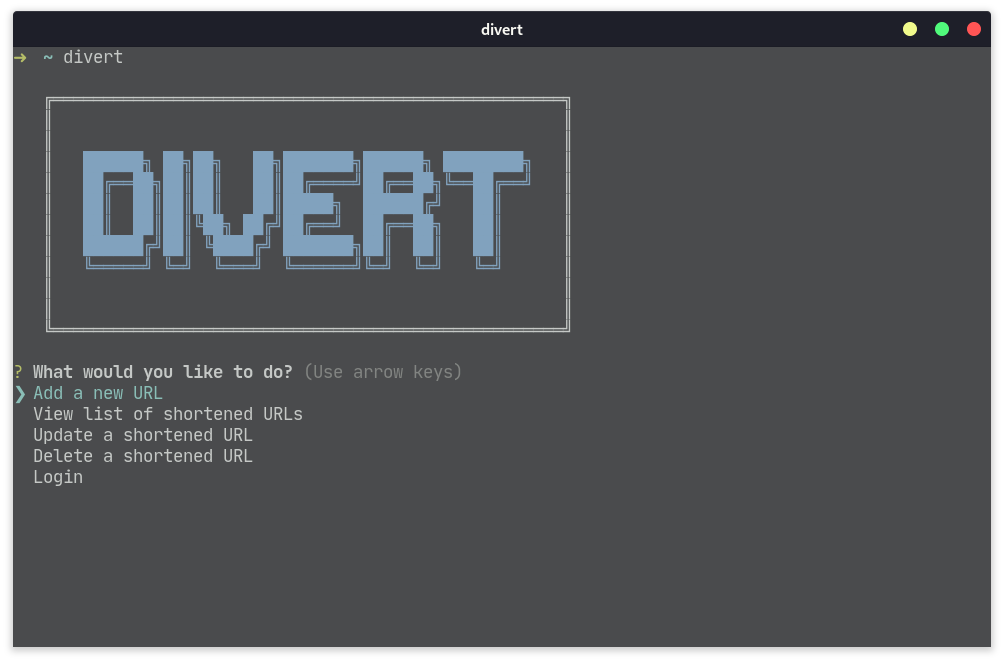 divert
➜ ~ divert
DIVERT
? What would you like to do? (Use arrow keys)
❯ Add a new URL
View list of shortened URLs
Update a shortened URL
Delete a shortened URL
Login